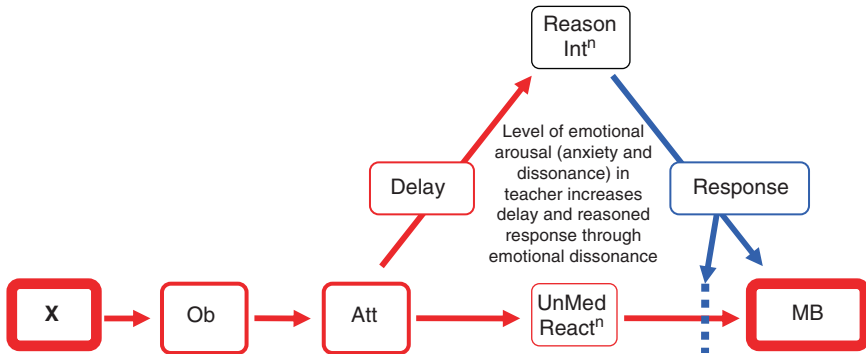 Reason
Intⁿ
Level of emotional
arousal (anxiety and
dissonance) in
teacher increases
delay and reasoned
response through
emotional dissonance
Delay
Response
X
Ob
Att
UnMed
Reactⁿ
MB